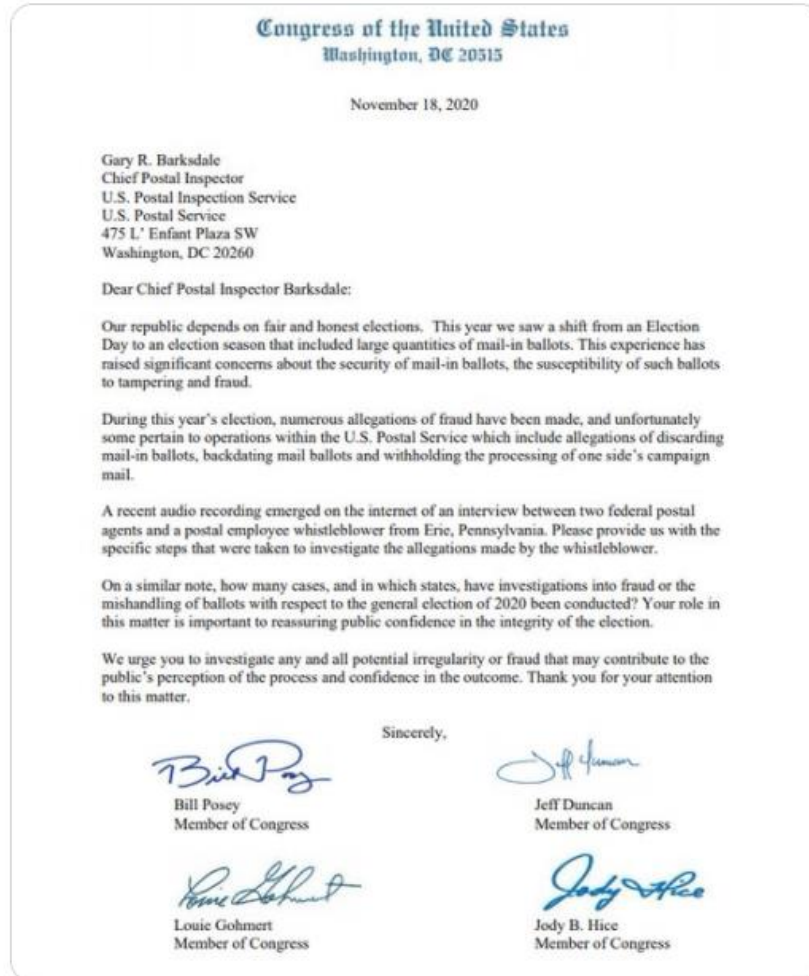 Congress of the United States
Washington, DC 20515
November 18, 2020
Gary R. Barksdale
Chief Postal Inspector
U.S. Postal Inspection Service
U.S. Postal Service
475 L' Enfant Plaza SW
Washington, DC 20260
Dear Chief Postal Inspector Barksdale:
Our republic depends on fair and honest elections.  This year we saw a shift from an Election
Day to an election season that included large quantities of mail-in ballots. This experience has
raised significant concerns about the security of mail-in ballots, the susceptibility of such ballots
to tampering and fraud.
During this year's election, numerous allegations of fraud have been made, and unfortunately
some pertain to operations within the U.S. Postal Service which include allegations of discarding
mail-in ballots, backdating mail ballots and withholding the processing of one side's campaign
mail.
A recent audio recording emerged on the internet of an interview between two federal postal
agents and a postal employee whistleblower from Erie, Pennsylvania. Please provide us with the
specific steps that were taken to investigate the allegations made by the whistleblower.
On a similar note, how many cases, and in which states, have investigations into fraud or the
mishandling of ballots with respect to the general election of 2020 been conducted? Your role in
this matter is important to reassuring public confidence in the integrity of the election.
We urge you to investigate any and all potential irregularity or fraud that may contribute to the
public's perception of the process and confidence in the outcome. Thank you for your attention
to this matter.
Sincerely,
Bill Posey
Jeff Duncan
Bill Posey
Member of Congress
Jeff Duncan
Member of Congress
Louie Gohmert
Jody Hice
Louie Gohmert
Member of Congress
Jody B. Hice
Member of Congress